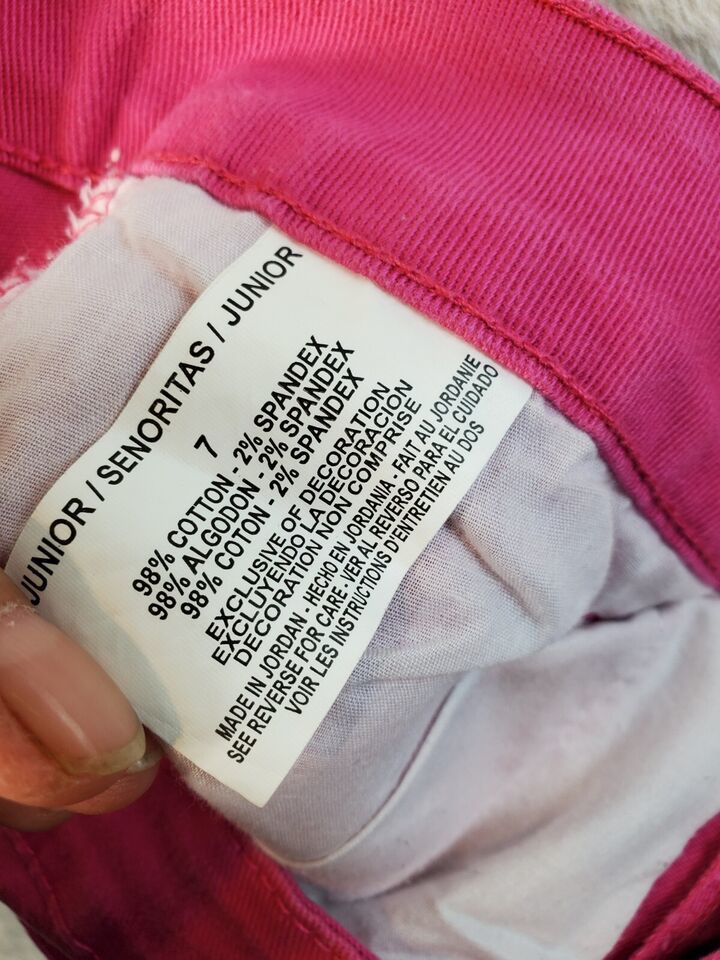 JUNIOR / SENORITAS / JUNIOR
7
98% COTTON - 2% SPANDEX
98% ALGODON - 2% SPANDEX
98% COTON - 2% SPANDEX
EXCLUSIVE OF DECORATION
EXCLUYENDO LA DECORACION
DECORATION NON COMPRISE
MADE IN JORDAN - HECHO EN JORDANIA - FAIT AU JORDANIE
SEE REVERSE FOR CARE - VER AL REVERSO PARA EL CUIDADO
VOIR LES INSTRUCTIONS D'ENTRETIEN AU DOS